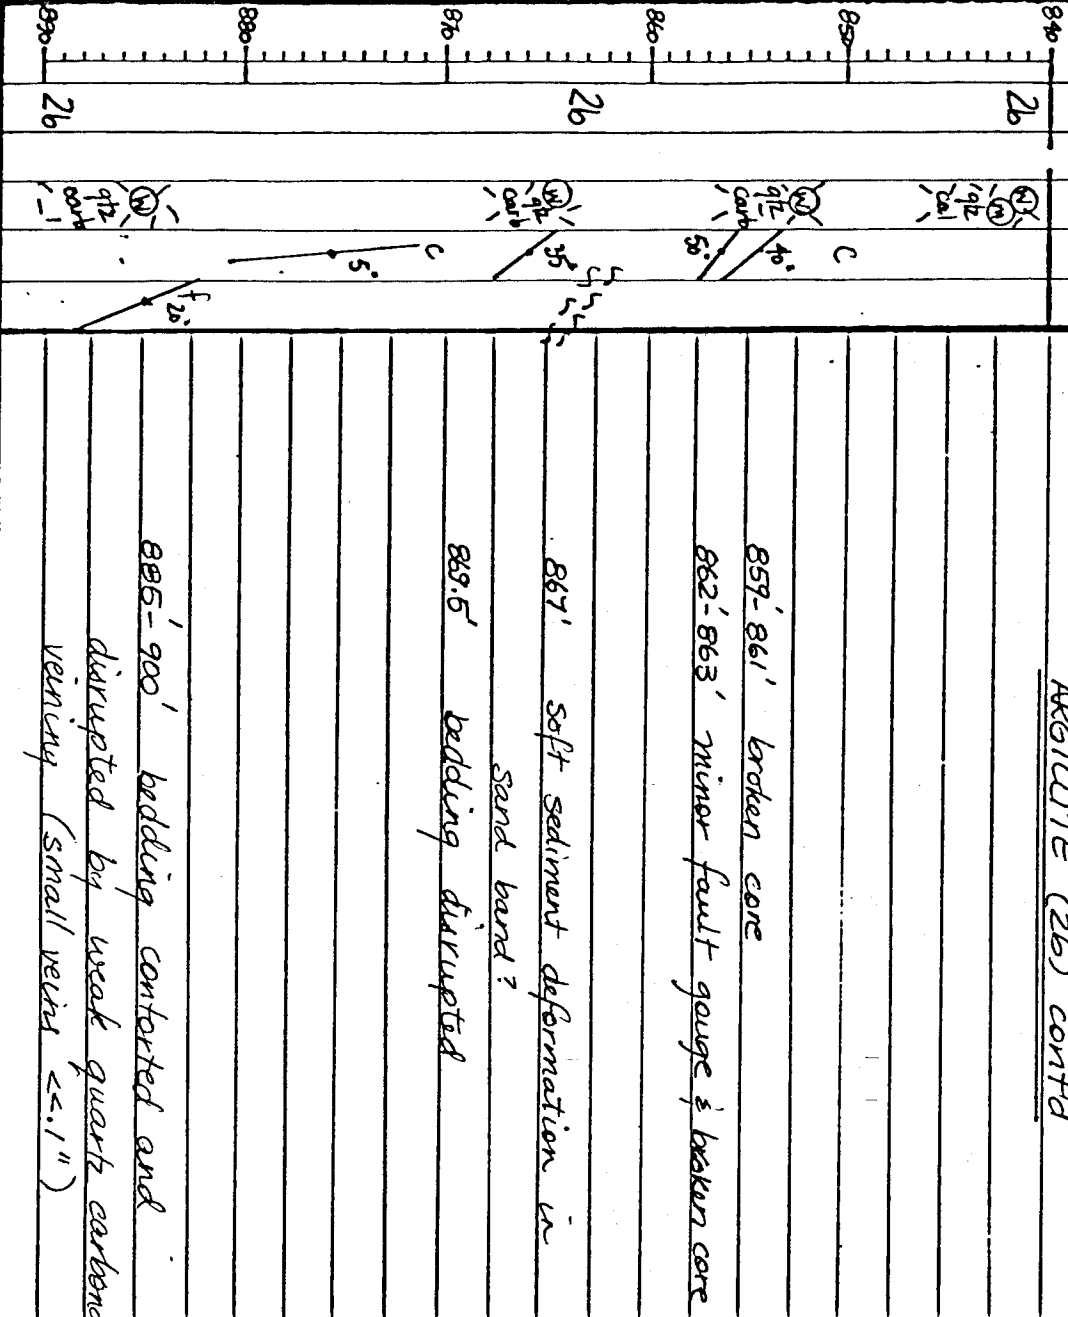 ARGILLITE (2b) contd
840
2b
W
M
qtz
cal
850
C
W
qtz
carb
40°
50°
859'-861' broken core
860
862'-863' minor fault gouge & broken core
2b
W
qtz
carb
35°
867' soft sediment deformation in
sand band?
870
869.5' bedding disrupted
C
5°
880
W
qtz
carb
f 20°
885'-900' bedding contorted and
disrupted by weak quartz carbona
veining (small veins <<.1")
2b
890